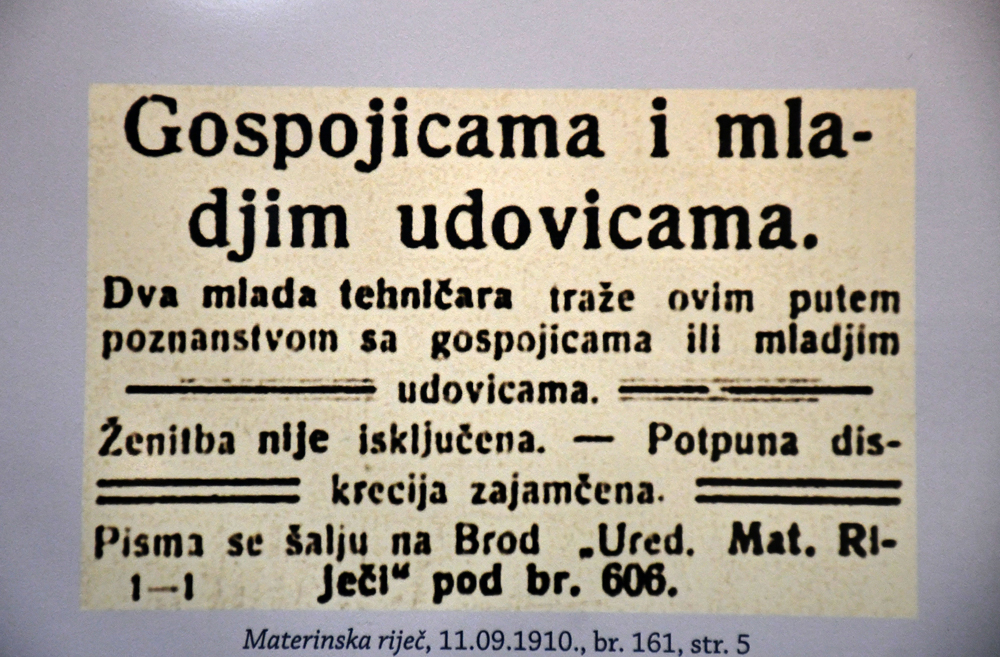 Gospojicama i mla-
djim udovicama.
Dva mlada tehničara traže ovim putem
poznanstvom sa gospojicama ili mladjim
udovicama.
Ženitba nije isključena. — Potpuna dis-
krecija zajamčena.
Pisma se šalju na Brod „Ured. Mat. Ri-
1—1 ječi“ pod br. 606.
Materinska riječ, 11.09.1910., br. 161, str. 5